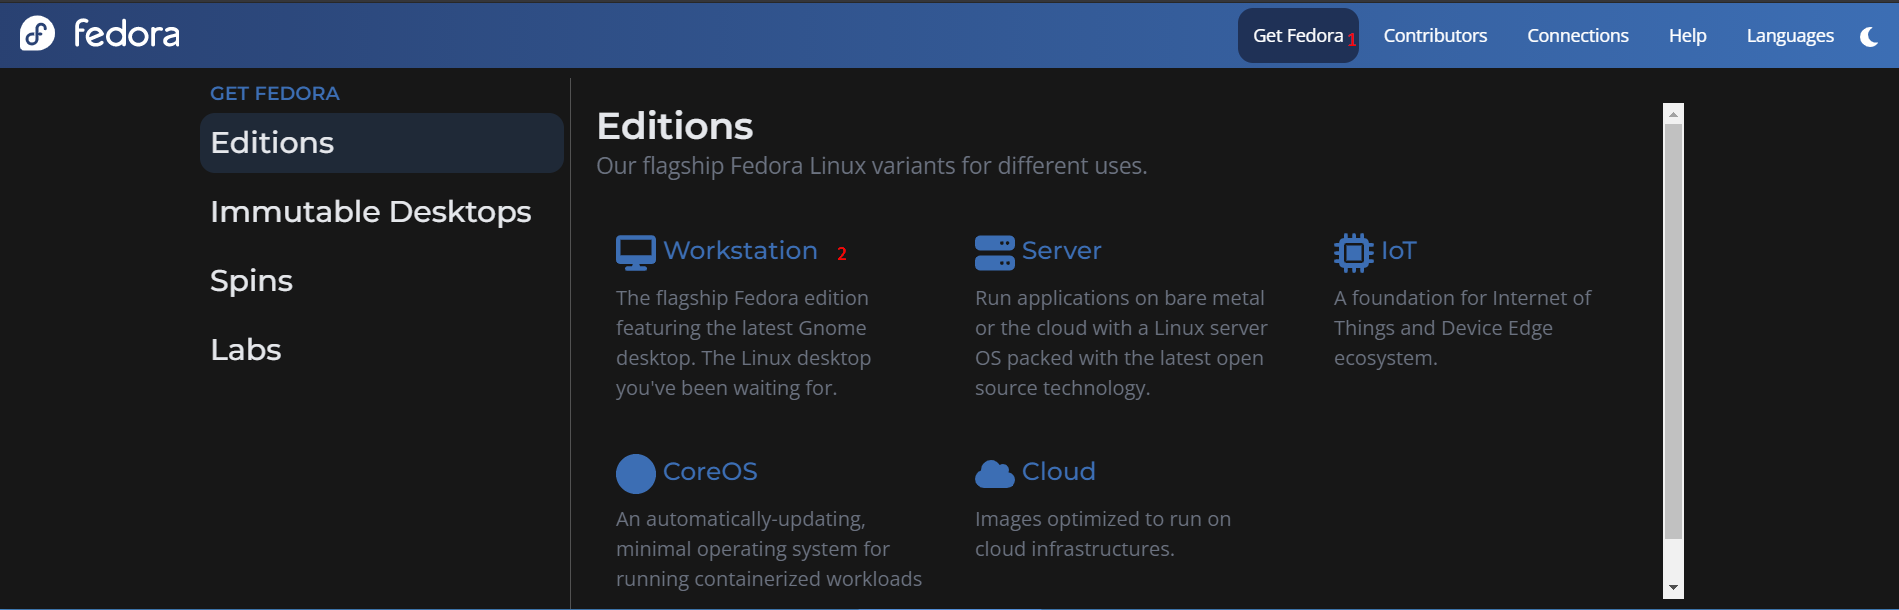 fedora
Get Fedora 1 Contributors Connections Help Languages
GET FEDORA
Editions
Immutable Desktops
Spins
Labs
Editions
Our flagship Fedora Linux variants for different uses.
Workstation 2
The flagship Fedora edition
featuring the latest Gnome
desktop. The Linux desktop
you've been waiting for.
Server
Run applications on bare metal
or the cloud with a Linux server
OS packed with the latest open
source technology.
IoT
A foundation for Internet of
Things and Device Edge
ecosystem.
CoreOS
An automatically-updating,
minimal operating system for
running containerized workloads
Cloud
Images optimized to run on
cloud infrastructures.